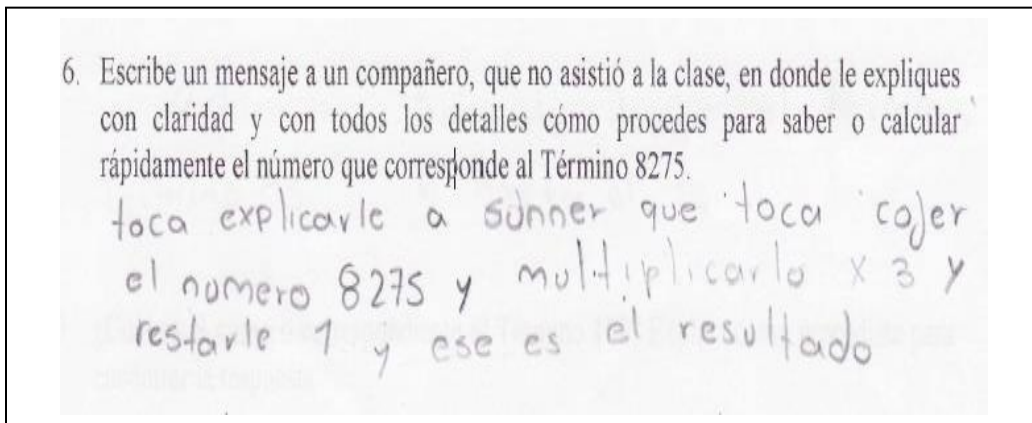 6. Escribe un mensaje a un compañero, que no asistió a la clase, en donde le expliques
con claridad y con todos los detalles cómo procedes para saber o calcular
rápidamente el número que corresponde al Término 8275.
toca explicarle a sunner que toca cojer
el numero 8275 y multiplicarlo x 3 y
restarle 1 y ese es el resultado